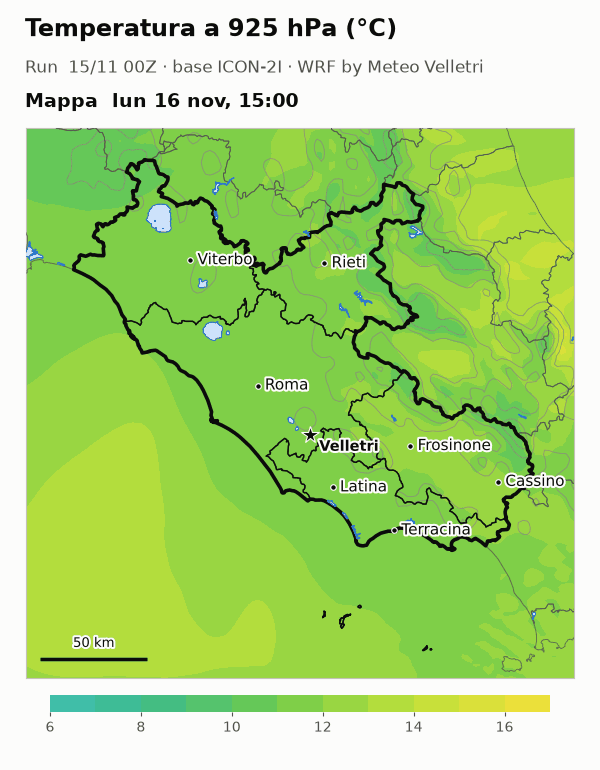 Temperatura a 925 hPa (°C)
Run  15/11 00Z · base ICON-2I · WRF by Meteo Velletri
Mappa  lun 16 nov, 15:00
Viterbo
Rieti
Roma
Velletri
Frosinone
Cassino
Latina
Terracina
50 km
6 8 10 12 14 16